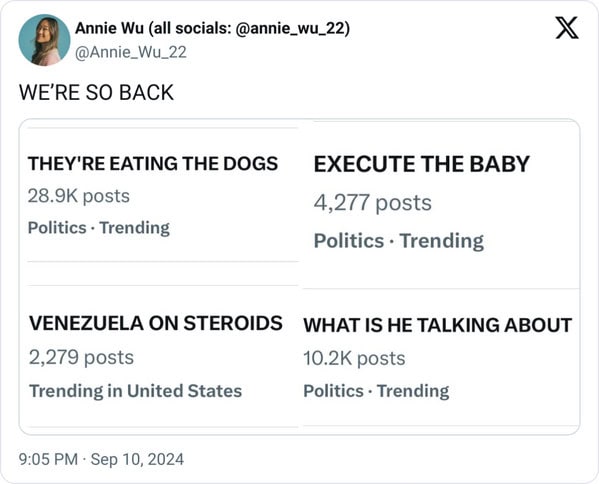 Annie Wu (all socials: @annie_wu_22)
@Annie_Wu_22
WE’RE SO BACK
THEY'RE EATING THE DOGS
28.9K posts
Politics · Trending
EXECUTE THE BABY
4,277 posts
Politics · Trending
VENEZUELA ON STEROIDS
2,279 posts
Trending in United States
WHAT IS HE TALKING ABOUT
10.2K posts
Politics · Trending
9:05 PM · Sep 10, 2024